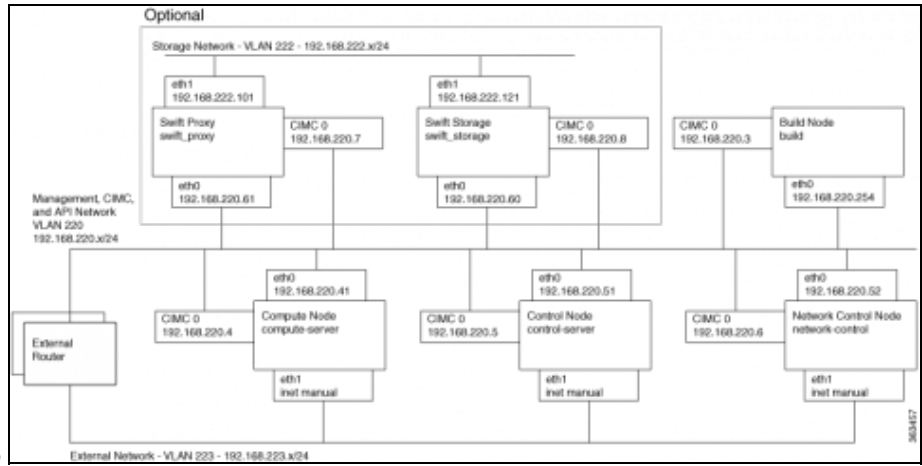 Optional
Storage Network - VLAN 222 - 192.168.222.x/24
eth1
192.168.222.101
eth1
192.168.222.121
Swift Proxy
swift_proxy
CIMC 0
192.168.220.7
Swift Storage
swift_storage
CIMC 0
192.168.220.8
CIMC 0
192.168.220.3
Build Node
build
eth0
192.168.220.61
eth0
192.168.220.60
eth0
192.168.220.254
Management, CIMC,
and API Network
VLAN 220
192.168.220.x/24
eth0
192.168.220.41
eth0
192.168.220.51
eth0
192.168.220.52
CIMC 0
192.168.220.4
Compute Node
compute-server
CIMC 0
192.168.220.5
Control Node
control-server
CIMC 0
192.168.220.6
Network Control Node
network-control
External
Router
eth1
inet manual
eth1
inet manual
eth1
inet manual
External Network - VLAN 223 - 192.168.223.x/24
363457